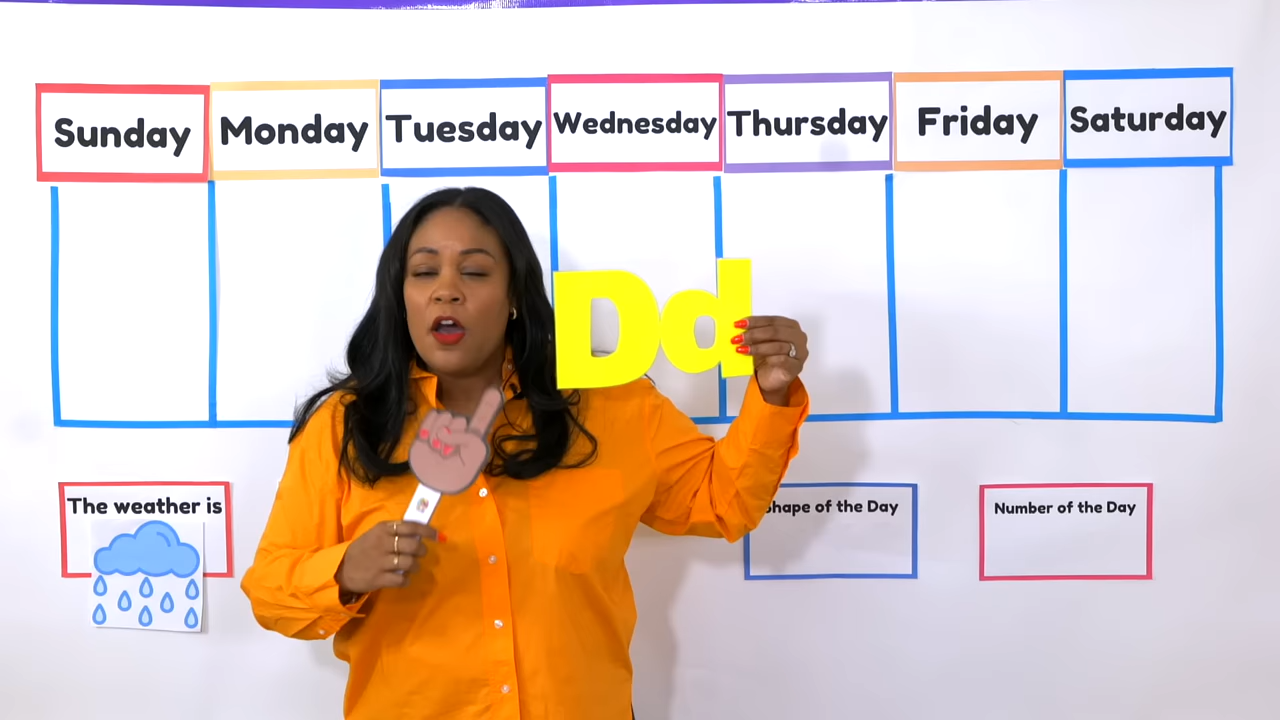 Sunday Monday Tuesday Wednesday Thursday Friday Saturday
Dd
The weather is
Shape of the Day
Number of the Day